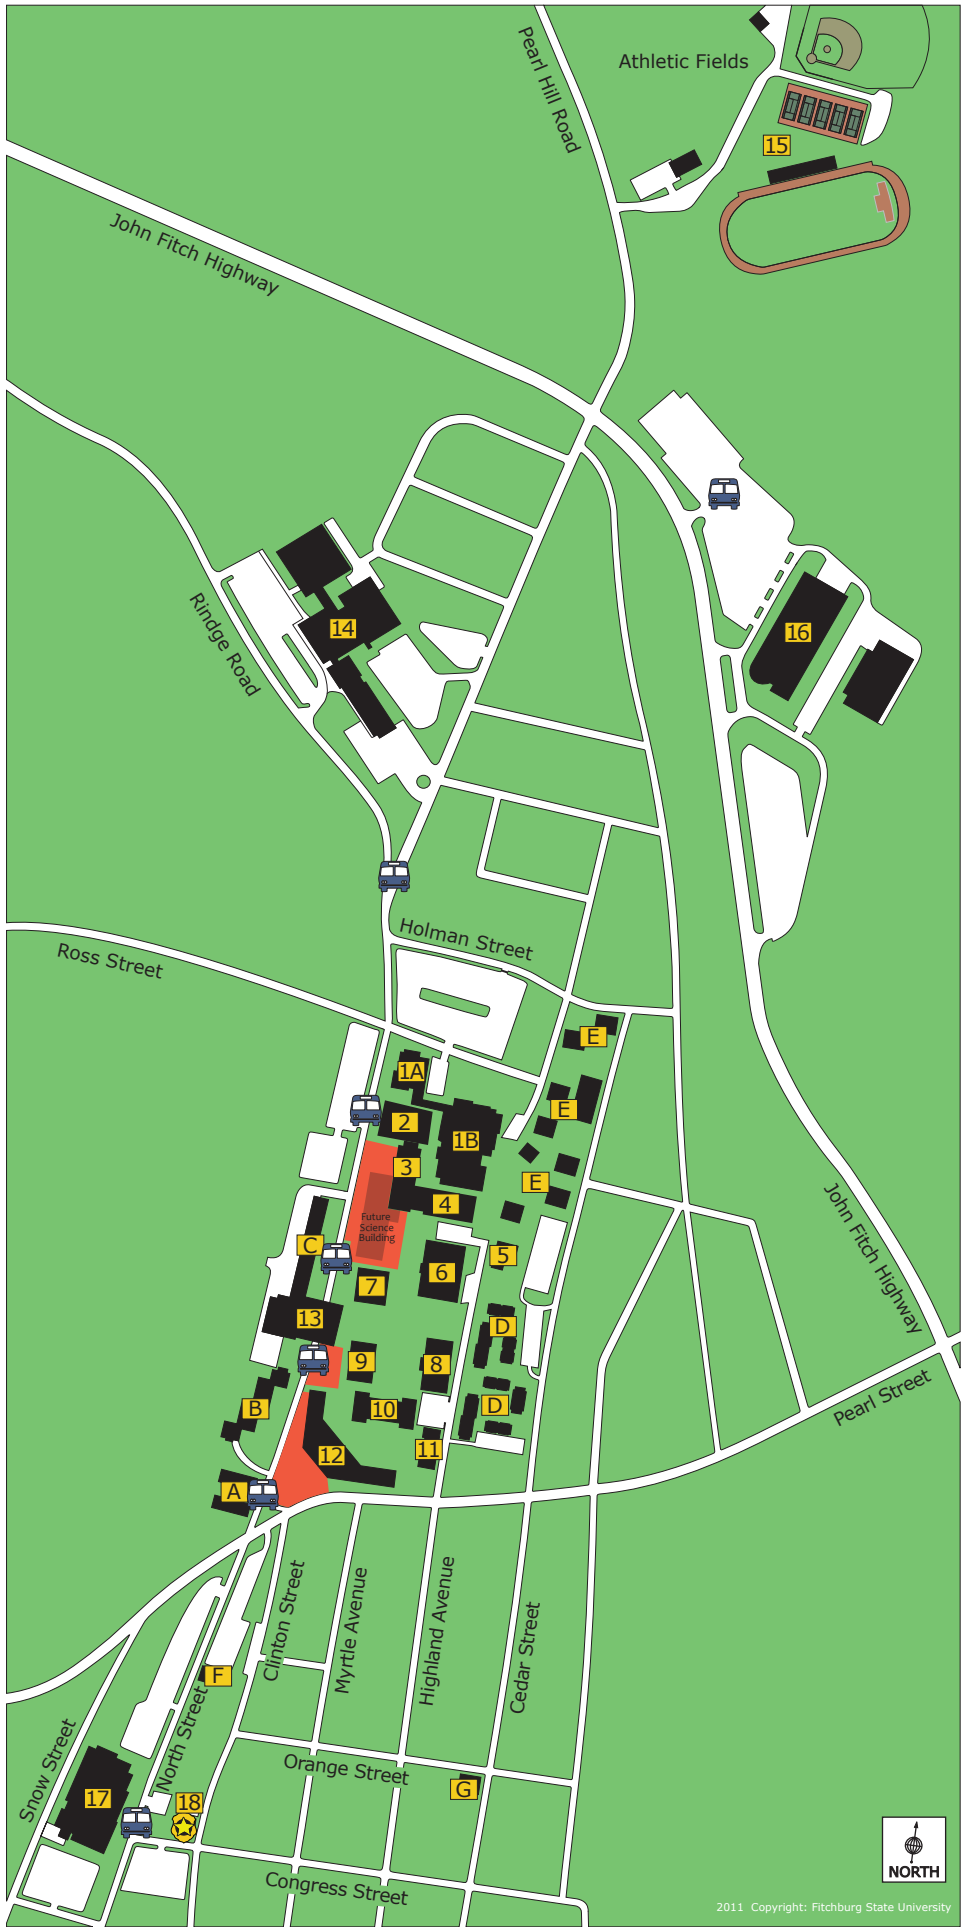 Athletic Fields
Pearl Hill Road
15
John Fitch Highway
14
Rindge Road
16
Holman Street
Ross Street
E
1A
E
2
1B
3
E
4
Future
Science
Building
C
5
6
7
John Fitch Highway
13
D
9
8
Pearl Street
B
10
D
11
12
A
Clinton Street
Myrtle Avenue
Highland Avenue
Cedar Street
F
North Street
Snow Street
Orange Street
G
17
18
Congress Street
NORTH
2011 Copyright: Fitchburg State University